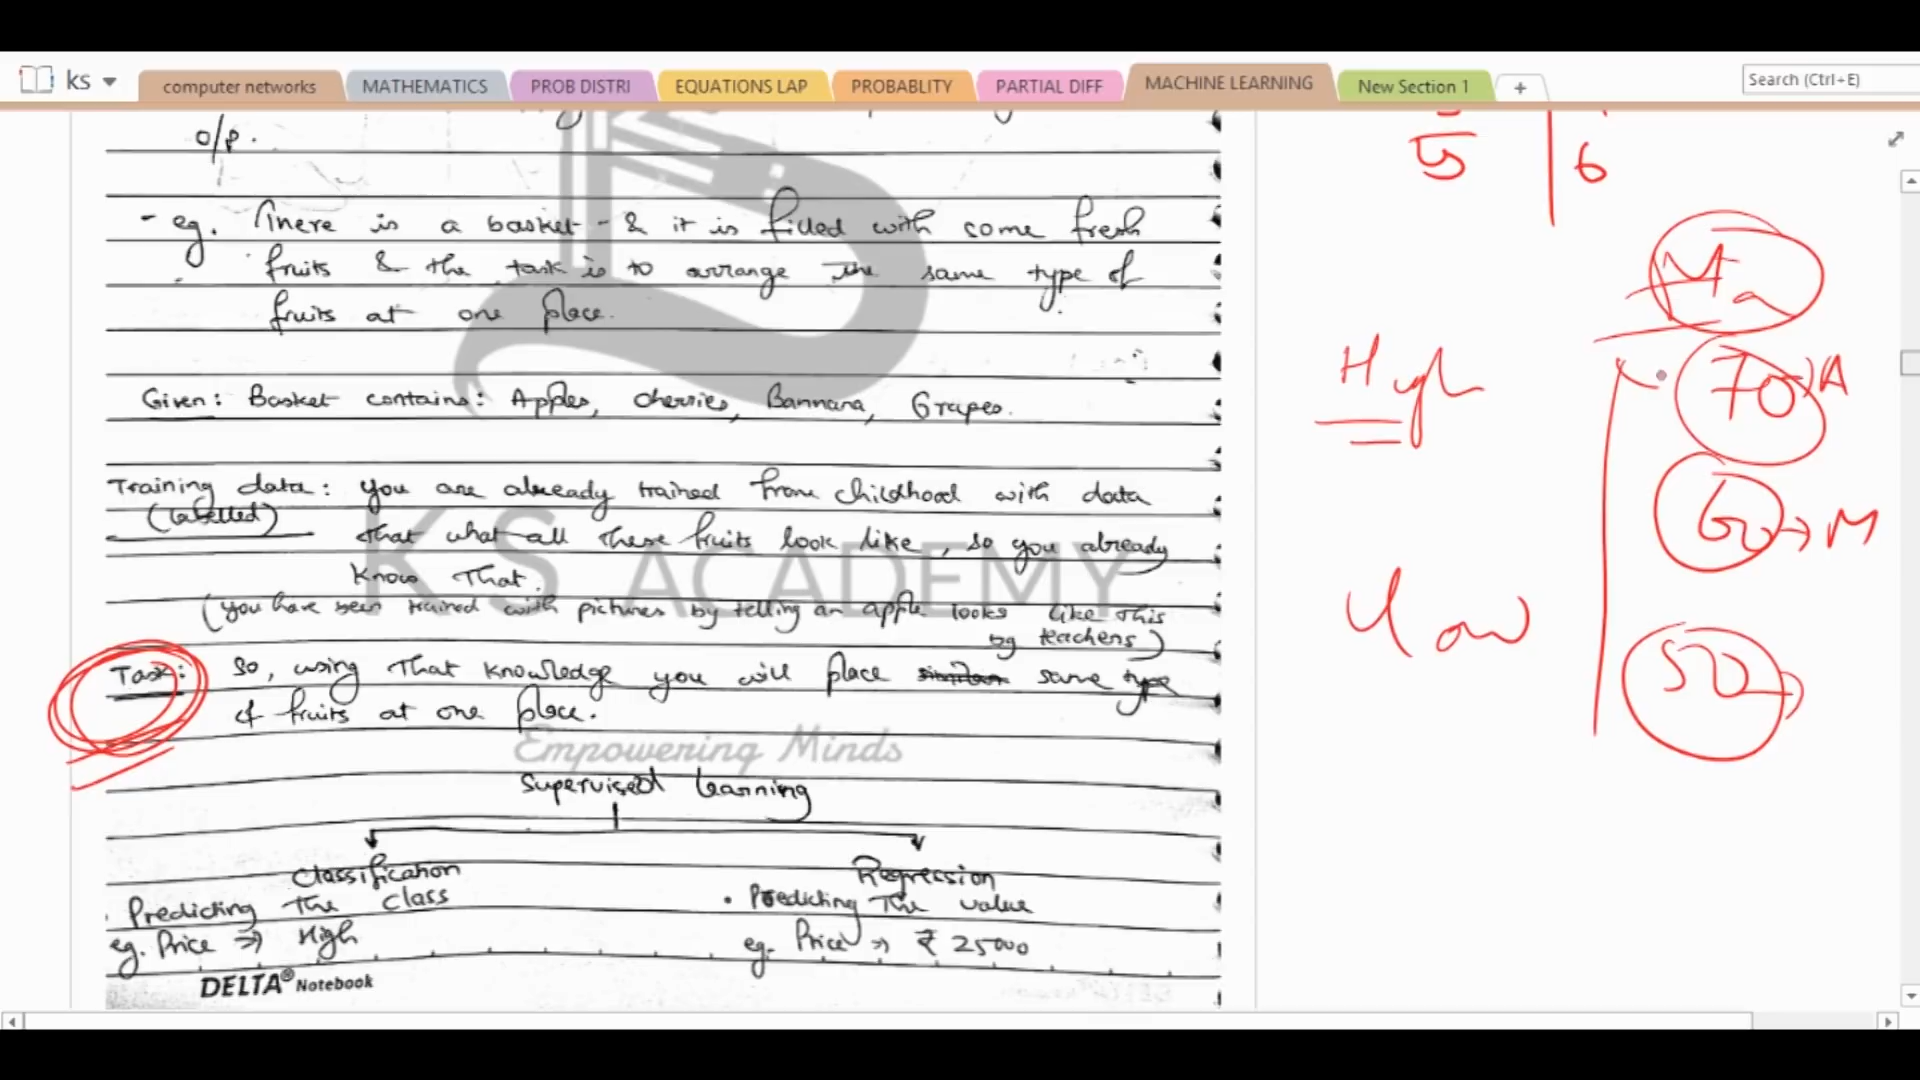 ks
computer networks
MATHEMATICS
PROB DISTRI
EQUATIONS LAP
PROBABLITY
PARTIAL DIFF
MACHINE LEARNING
New Section 1
+
Search (Ctrl+E)
o/p.
- eg. There is a basket & it is filled with some fresh
fruits & the task is to arrange the same type of
fruits at one place.
Given: Basket contains: Apples, cherries, Bannana, Grapes.
Training data: you are already trained from childhood with data
(labelled)
that what all these fruits look like, so you already
know that.
(you have been trained with pictures by telling an apple looks like this
by teachers)
Task: So, using that knowledge you will place same type
of fruits at one place.
Supervised learning
Classification
Predicting the class
eg. Price ⇒ High
Regression
• Predicting the value
eg. Price ⇒ ₹ 25000
DELTA® Notebook
KS ACADEMY
Empowering Minds
5 | 6
High
70 → A
60 → M
50 →